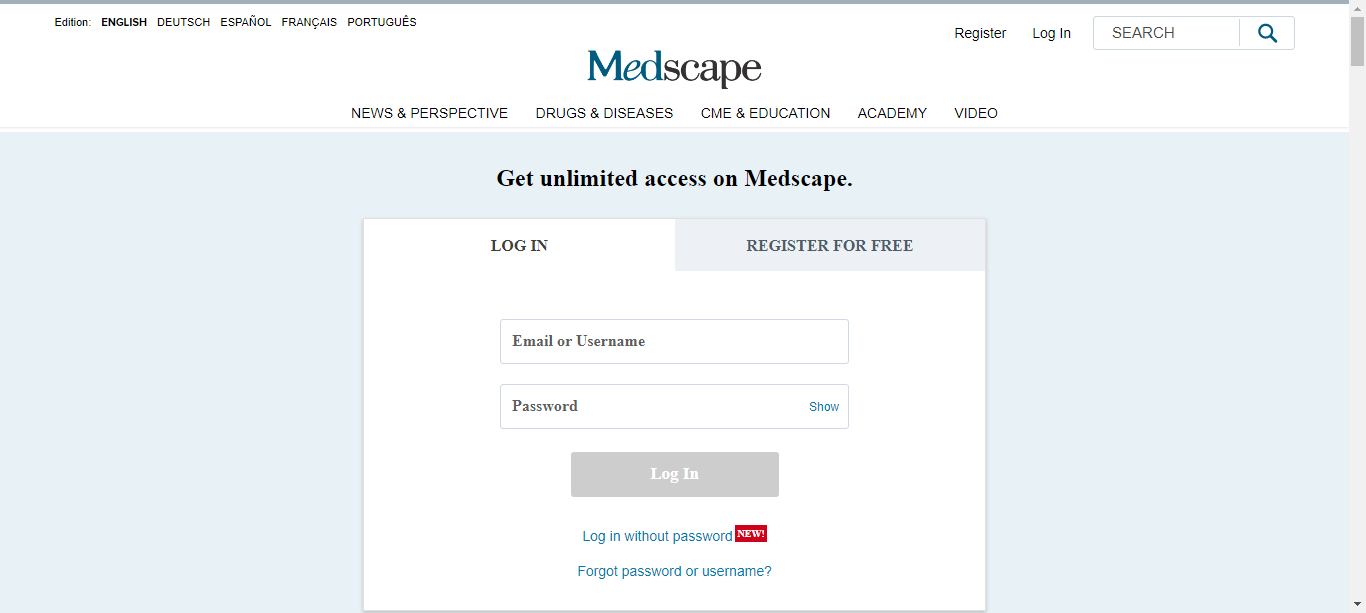 Edition: ENGLISH DEUTSCH ESPAÑOL FRANÇAIS PORTUGUÊS
Register Log In SEARCH
Medscape
NEWS & PERSPECTIVE DRUGS & DISEASES CME & EDUCATION ACADEMY VIDEO
Get unlimited access on Medscape.
LOG IN REGISTER FOR FREE
Email or Username
Password Show
Log In
Log in without password NEW!
Forgot password or username?